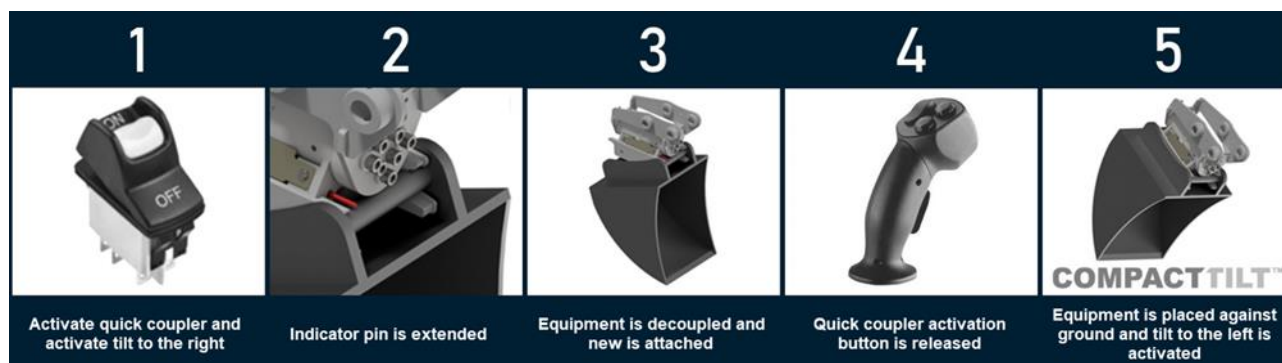 1
2
3
4
5
ON
OFF
COMPACTTILT™
Activate quick coupler and
activate tilt to the right
Indicator pin is extended
Equipment is decoupled and
new is attached
Quick coupler activation
button is released
Equipment is placed against
ground and tilt to the left is
activated